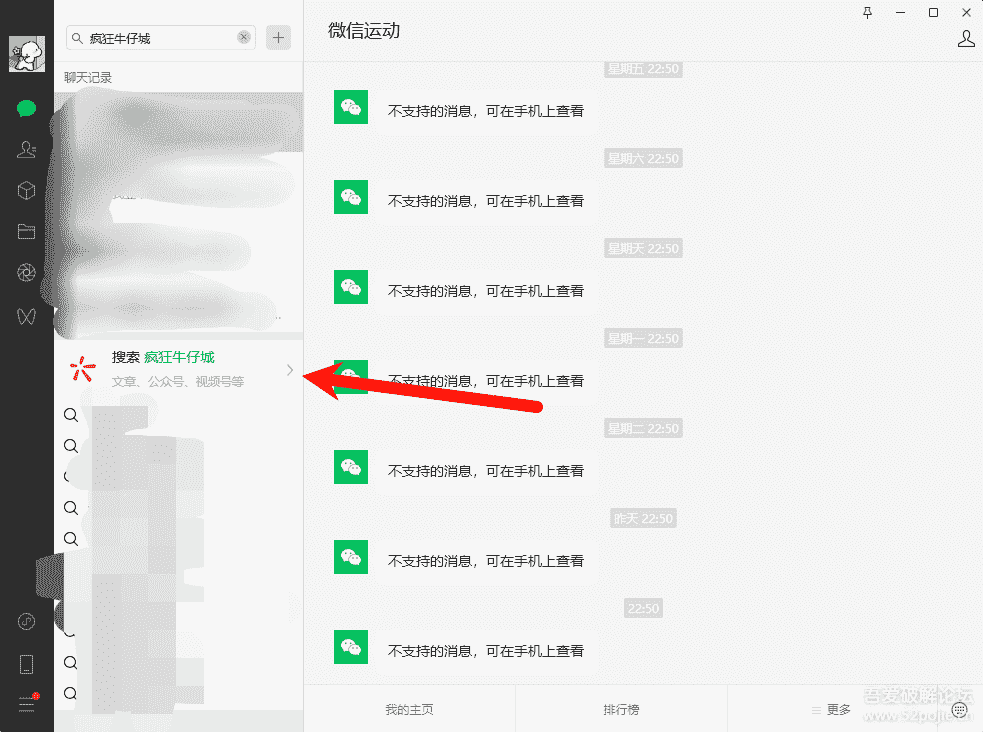 疯狂牛仔城
聊天记录
搜索 疯狂牛仔城
文章、公众号、视频号等
微信运动
星期五 22:50
不支持的消息，可在手机上查看
星期六 22:50
不支持的消息，可在手机上查看
星期天 22:50
不支持的消息，可在手机上查看
星期一 22:50
不支持的消息，可在手机上查看
星期二 22:50
不支持的消息，可在手机上查看
昨天 22:50
不支持的消息，可在手机上查看
22:50
不支持的消息，可在手机上查看
我的主页
排行榜
更多
吾爱破解论坛
www.52pojie.cn